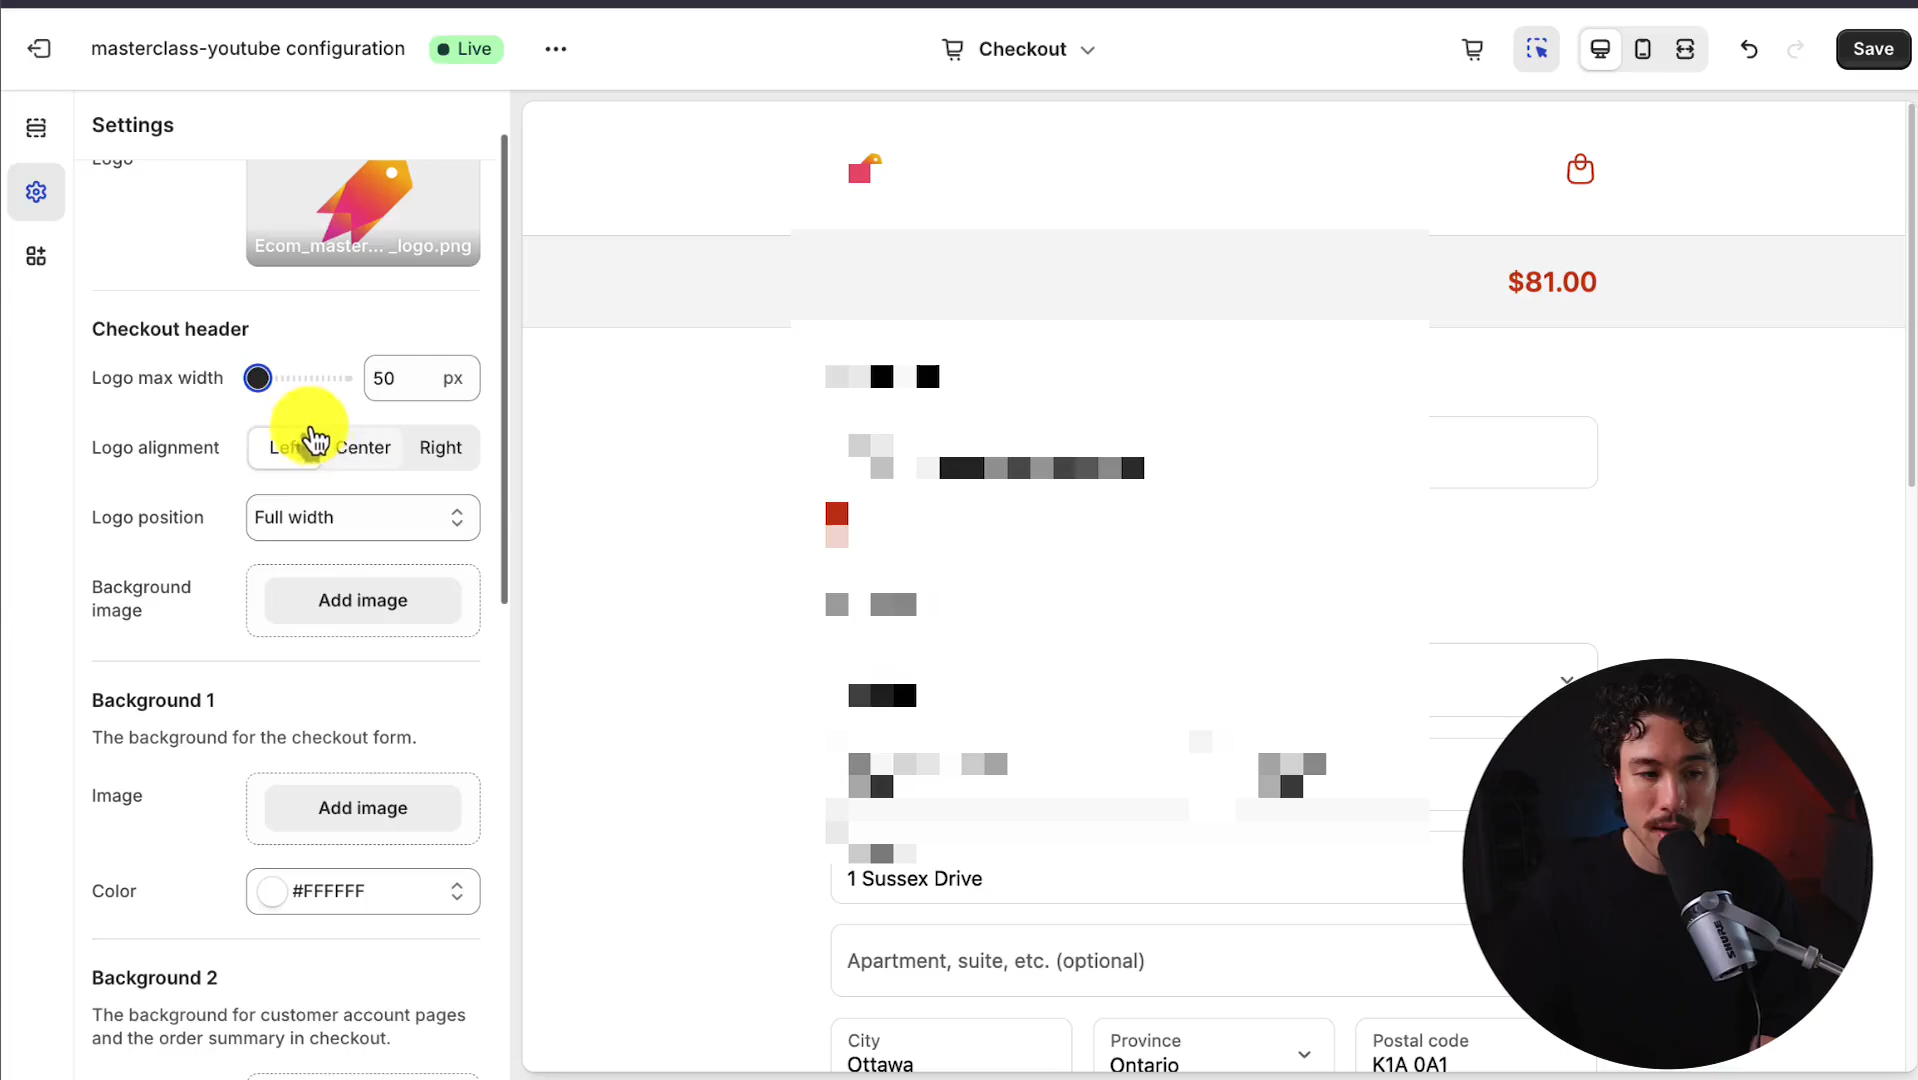 masterclass-youtube configuration
Live
Checkout
Save
Settings
Logo
Ecom_master... _logo.png
$81.00
Checkout header
Logo max width
50 px
Logo alignment
Left Center Right
Logo position
Full width
Background image
Add image
Background 1
The background for the checkout form.
Image
Add image
Color
#FFFFFF
1 Sussex Drive
Apartment, suite, etc. (optional)
Background 2
The background for customer account pages
and the order summary in checkout.
City
Ottawa
Province
Ontario
Postal code
K1A 0A1
SHURE